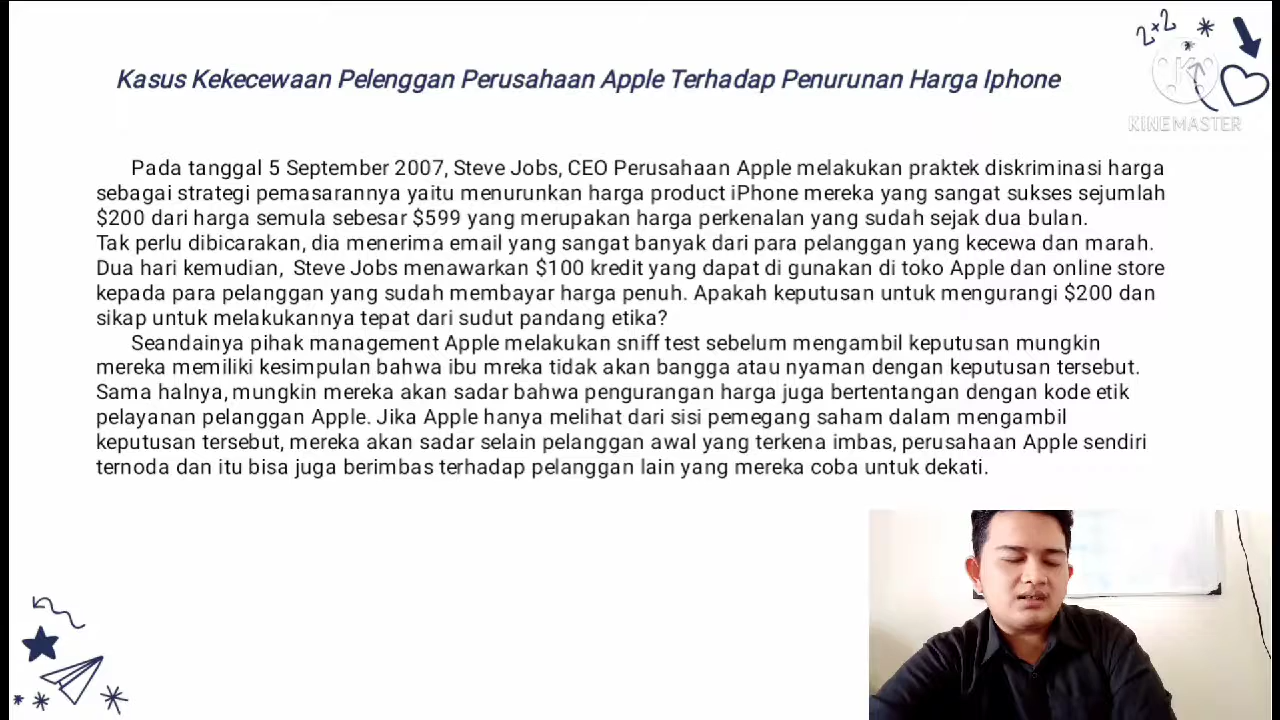 2×2
Kasus Kekecewaan Pelenggan Perusahaan Apple Terhadap Penurunan Harga Iphone
K
KINEMASTER
Pada tanggal 5 September 2007, Steve Jobs, CEO Perusahaan Apple melakukan praktek diskriminasi harga
sebagai strategi pemasarannya yaitu menurunkan harga product iPhone mereka yang sangat sukses sejumlah
$200 dari harga semula sebesar $599 yang merupakan harga perkenalan yang sudah sejak dua bulan.
Tak perlu dibicarakan, dia menerima email yang sangat banyak dari para pelanggan yang kecewa dan marah.
Dua hari kemudian, Steve Jobs menawarkan $100 kredit yang dapat di gunakan di toko Apple dan online store
kepada para pelanggan yang sudah membayar harga penuh. Apakah keputusan untuk mengurangi $200 dan
sikap untuk melakukannya tepat dari sudut pandang etika?
Seandainya pihak management Apple melakukan sniff test sebelum mengambil keputusan mungkin
mereka memiliki kesimpulan bahwa ibu mreka tidak akan bangga atau nyaman dengan keputusan tersebut.
Sama halnya, mungkin mereka akan sadar bahwa pengurangan harga juga bertentangan dengan kode etik
pelayanan pelanggan Apple. Jika Apple hanya melihat dari sisi pemegang saham dalam mengambil
keputusan tersebut, mereka akan sadar selain pelanggan awal yang terkena imbas, perusahaan Apple sendiri
ternoda dan itu bisa juga berimbas terhadap pelanggan lain yang mereka coba untuk dekati.